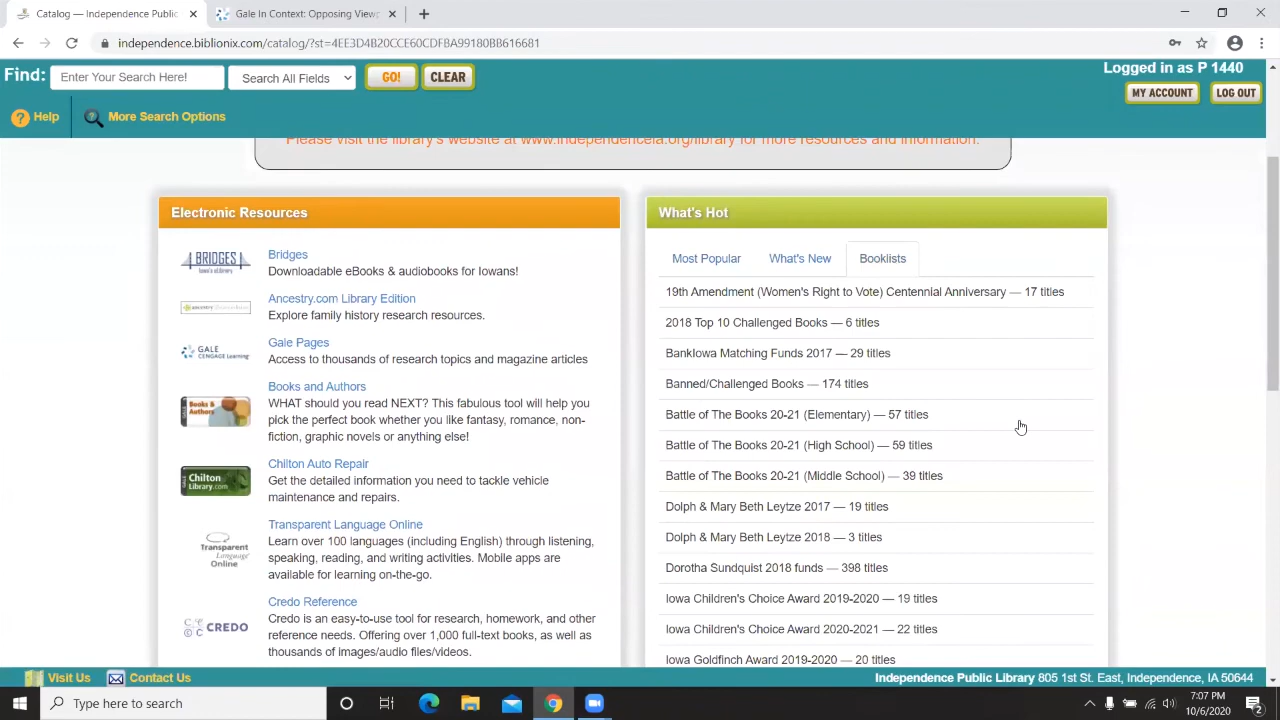 Catalog — Independence Public
Gale In Context: Opposing View
independence.biblionix.com/catalog/?st=4EE3D4B20CCE60CDFBA99180BB616681
Find:
Enter Your Search Here!
Search All Fields
GO!
CLEAR
Logged in as P 1440
MY ACCOUNT
LOG OUT
Help
More Search Options
Please visit the library's website at www.independenceia.org/library for more resources and information.
Electronic Resources
BRIDGES
Bridges
Downloadable eBooks & audiobooks for Iowans!
Ancestry.com Library Edition
Explore family history research resources.
GALE
CENGAGE Learning
Gale Pages
Access to thousands of research topics and magazine articles
Books &
Authors
Books and Authors
WHAT should you read NEXT? This fabulous tool will help you
pick the perfect book whether you like fantasy, romance, non-
fiction, graphic novels or anything else!
Chilton
Library.com
Chilton Auto Repair
Get the detailed information you need to tackle vehicle
maintenance and repairs.
Transparent
Language
Online
Transparent Language Online
Learn over 100 languages (including English) through listening,
speaking, reading, and writing activities. Mobile apps are
available for learning on-the-go.
CREDO
Credo Reference
Credo is an easy-to-use tool for research, homework, and other
reference needs. Offering over 1,000 full-text books, as well as
thousands of images/audio files/videos.
What's Hot
Most Popular
What's New
Booklists
19th Amendment (Women's Right to Vote) Centennial Anniversary — 17 titles
2018 Top 10 Challenged Books — 6 titles
BankIowa Matching Funds 2017 — 29 titles
Banned/Challenged Books — 174 titles
Battle of The Books 20-21 (Elementary) — 57 titles
Battle of The Books 20-21 (High School) — 59 titles
Battle of The Books 20-21 (Middle School) — 39 titles
Dolph & Mary Beth Leytze 2017 — 19 titles
Dolph & Mary Beth Leytze 2018 — 3 titles
Dorotha Sundquist 2018 funds — 398 titles
Iowa Children's Choice Award 2019-2020 — 19 titles
Iowa Children's Choice Award 2020-2021 — 22 titles
Iowa Goldfinch Award 2019-2020 — 20 titles
Visit Us
Contact Us
Independence Public Library 805 1st St. East, Independence, IA 50644
Type here to search
7:07 PM
10/6/2020
2